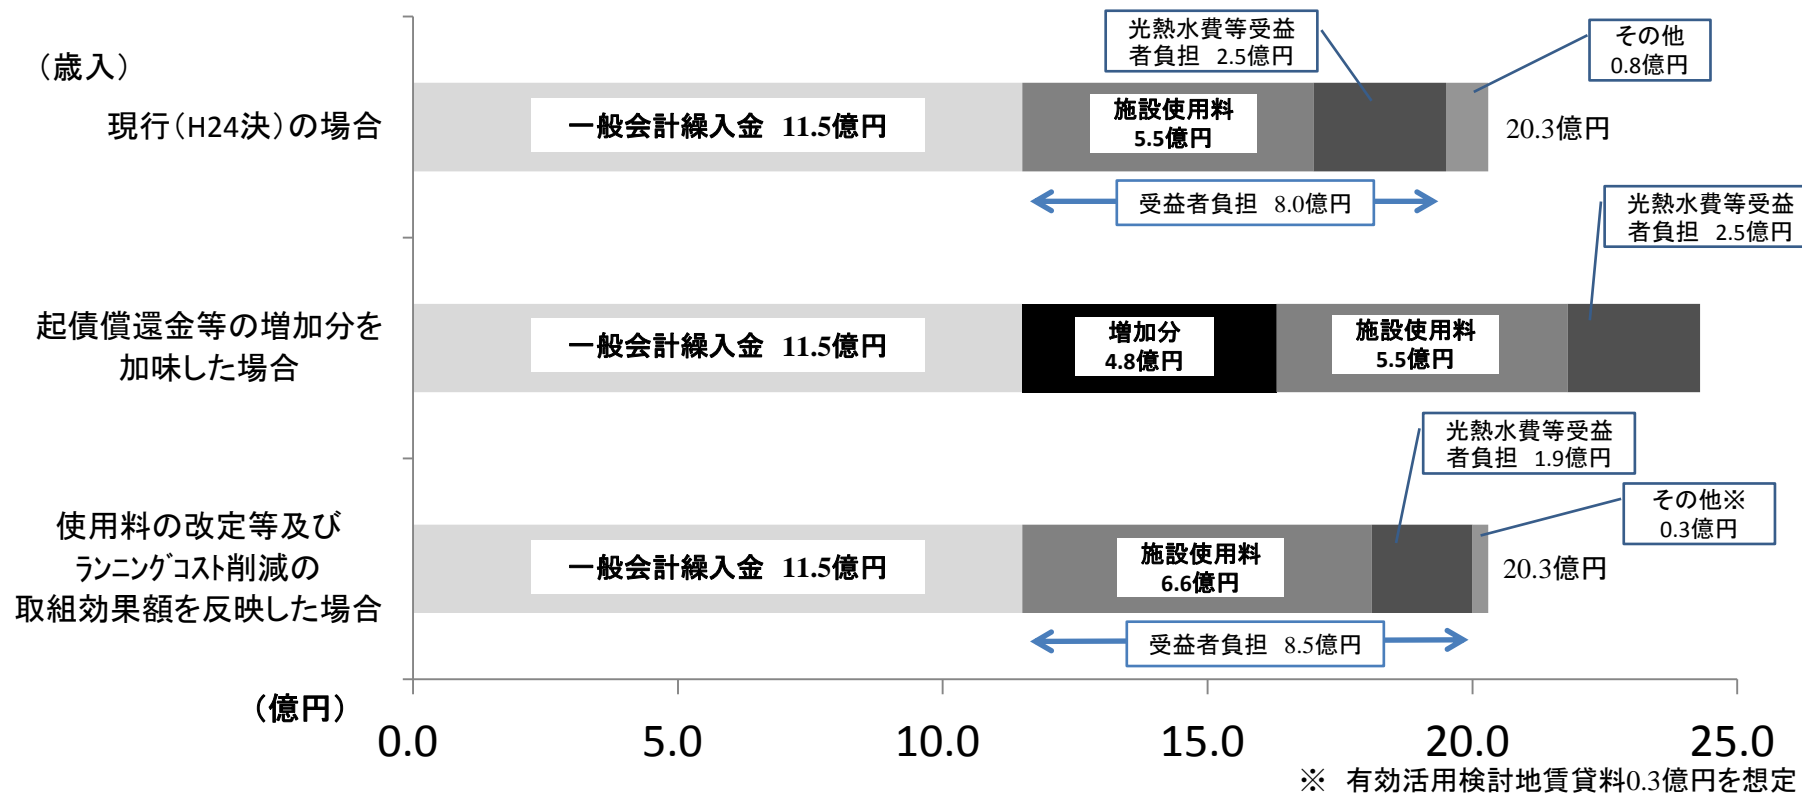 (歳入)
現行(H24決)の場合
一般会計繰入金 11.5億円
施設使用料
5.5億円
光熱水費等受益
者負担 2.5億円
その他
0.8億円
20.3億円
受益者負担 8.0億円
起債償還金等の増加分を
加味した場合
一般会計繰入金 11.5億円
増加分
4.8億円
施設使用料
5.5億円
光熱水費等受益
者負担 2.5億円
使用料の改定等及び
ﾗﾝﾆﾝｸﾞｺｽﾄ削減の
取組効果額を反映した場合
一般会計繰入金 11.5億円
施設使用料
6.6億円
光熱水費等受益
者負担 1.9億円
その他※
0.3億円
20.3億円
受益者負担 8.5億円
(億円)
0.0 5.0 10.0 15.0 20.0 25.0
※ 有効活用検討地賃貸料0.3億円を想定